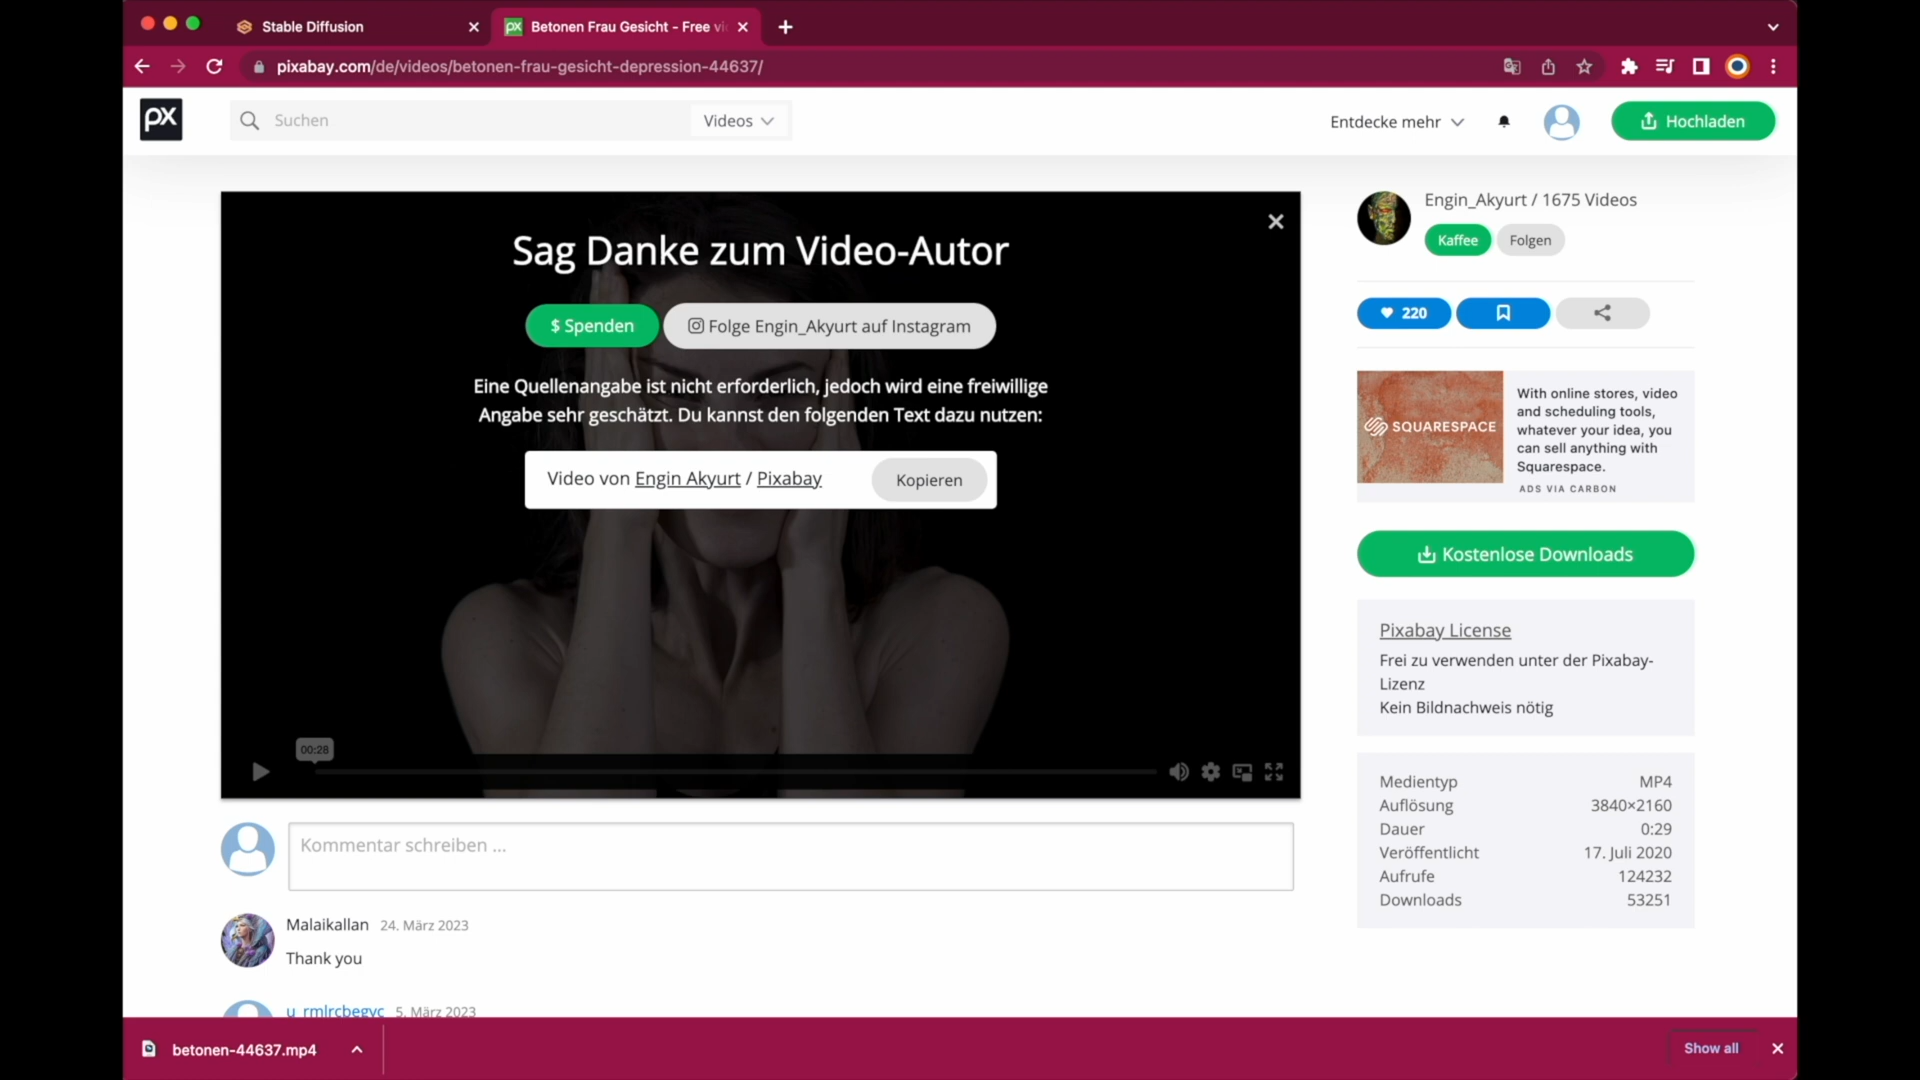 Stable Diffusion
px Betonen Frau Gesicht - Free vi
pixabay.com/de/videos/betonen-frau-gesicht-depression-44637/
px
Suchen
Videos
Entdecke mehr
Hochladen
Sag Danke zum Video-Autor
$ Spenden
Folge Engin_Akyurt auf Instagram
Eine Quellenangabe ist nicht erforderlich, jedoch wird eine freiwillige
Angabe sehr geschätzt. Du kannst den folgenden Text dazu nutzen:
Video von Engin Akyurt / Pixabay
Kopieren
00:28
Engin_Akyurt / 1675 Videos
Kaffee
Folgen
220
SQUARESPACE
With online stores, video
and scheduling tools,
whatever your idea, you
can sell anything with
Squarespace.
ADS VIA CARBON
Kostenlose Downloads
Pixabay License
Frei zu verwenden unter der Pixabay-
Lizenz
Kein Bildnachweis nötig
Medientyp MP4
Auflösung 3840×2160
Dauer 0:29
Veröffentlicht 17. Juli 2020
Aufrufe 124232
Downloads 53251
Kommentar schreiben ...
Malaikallan 24. März 2023
Thank you
u_rmlrcbegvc 5. März 2023
betonen-44637.mp4
Show all